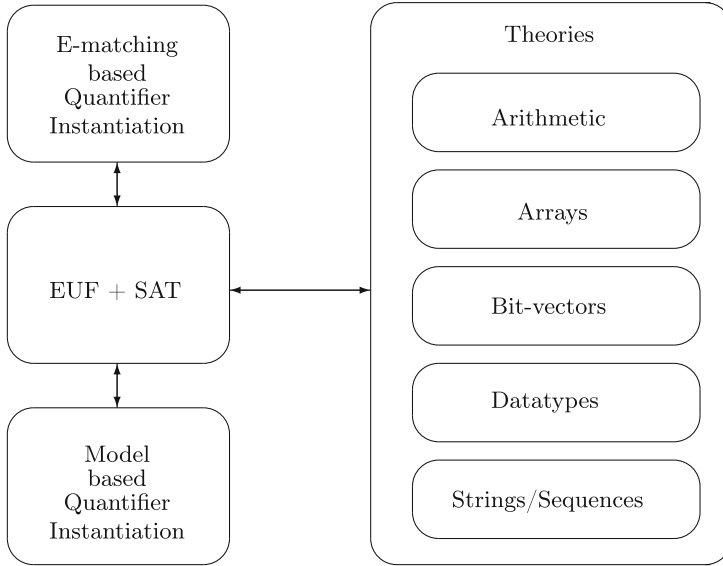 E-matching
based
Quantifier
Instantiation
EUF + SAT
Model
based
Quantifier
Instantiation
Theories
Arithmetic
Arrays
Bit-vectors
Datatypes
Strings/Sequences